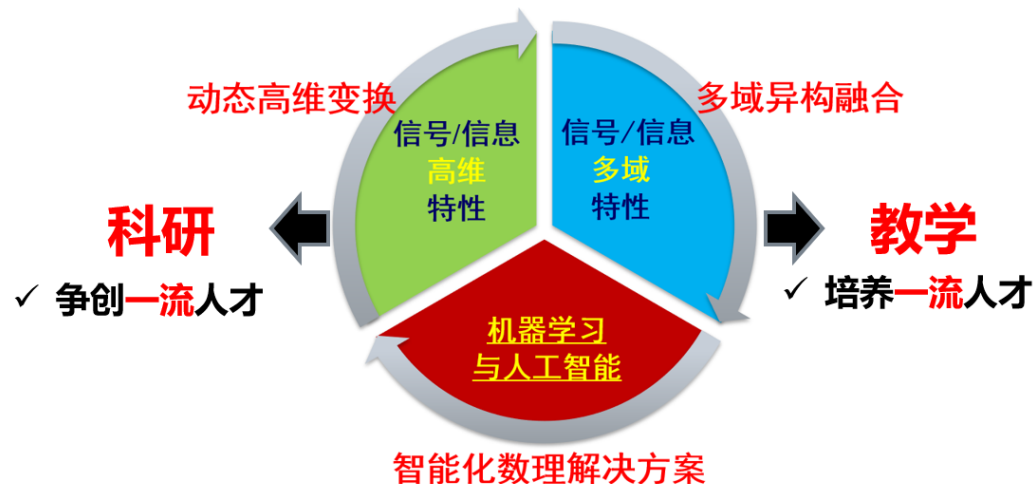 动态高维变换
多域异构融合
信号/信息
高维
特性
信号/信息
多域
特性
科研
✓ 争创一流人才
教学
✓ 培养一流人才
机器学习
与人工智能
智能化数理解决方案